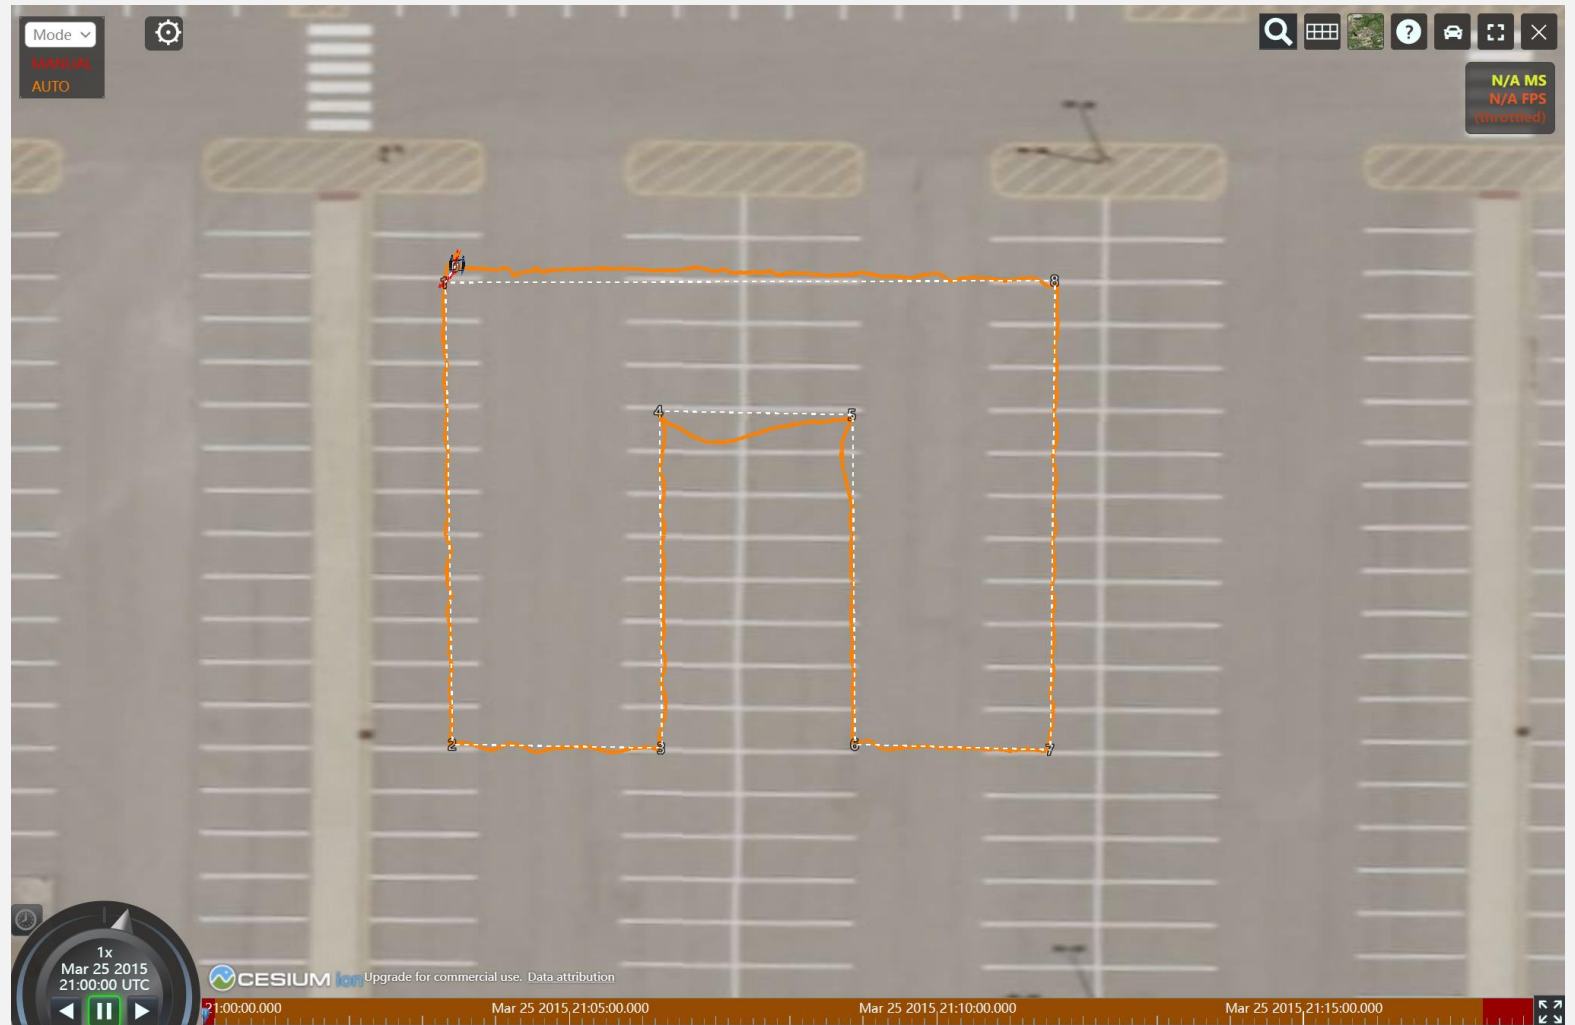 Mode
MANUAL
AUTO
N/A MS
N/A FPS
(throttled)
1
8
4
5
2
3
6
7
1x
Mar 25 2015
21:00:00 UTC
CESIUM ion Upgrade for commercial use. Data attribution
21:00:00.000 Mar 25 2015 21:05:00.000 Mar 25 2015 21:10:00.000 Mar 25 2015 21:15:00.000